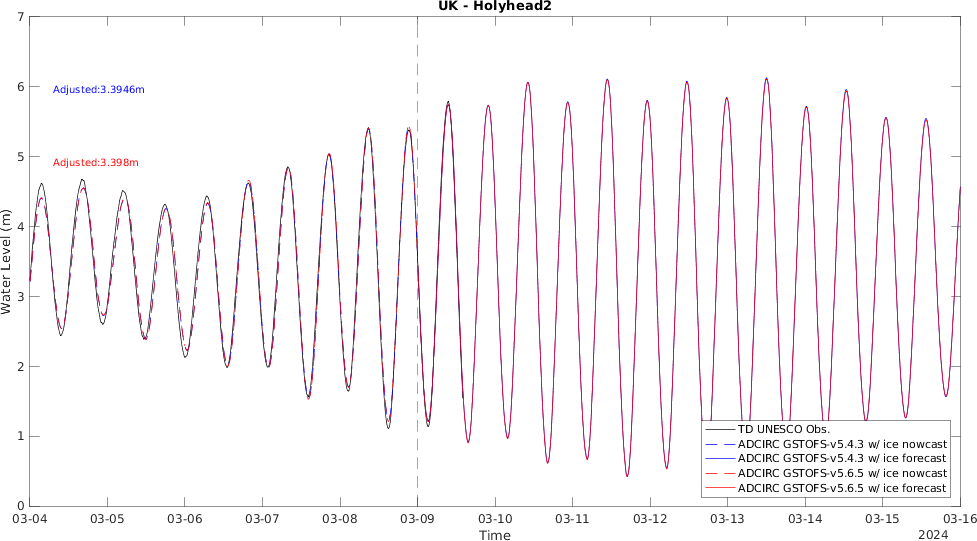 UK - Holyhead2
7
6
5
4
3
2
1
0
Water Level (m)
Adjusted:3.3946m
Adjusted:3.398m
TD UNESCO Obs.
ADCIRC GSTOFS-v5.4.3 w/ ice nowcast
ADCIRC GSTOFS-v5.4.3 w/ ice forecast
ADCIRC GSTOFS-v5.6.5 w/ ice nowcast
ADCIRC GSTOFS-v5.6.5 w/ ice forecast
03-04 03-05 03-06 03-07 03-08 03-09 03-10 03-11 03-12 03-13 03-14 03-15 03-16
Time
2024